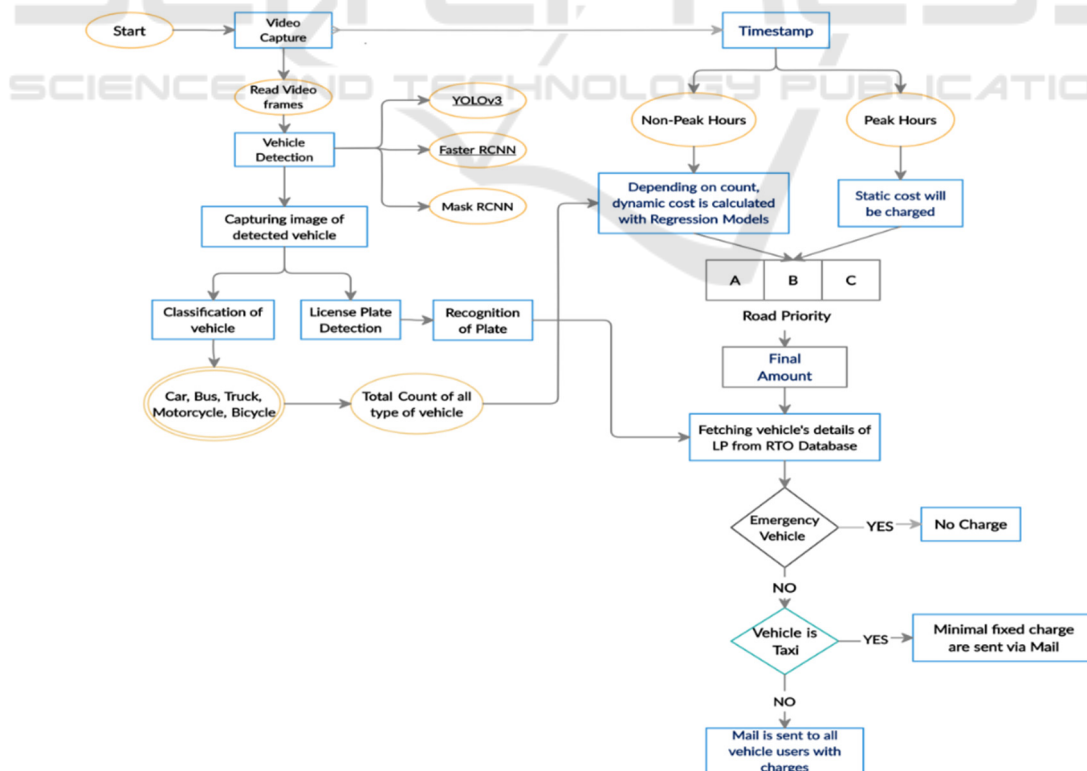 SCIENCE AND TECHNOLOGY PUBLICATIO
Start
Video
Capture
Timestamp
Read Video
frames
YOLOv3
Non-Peak Hours
Peak Hours
Vehicle
Detection
Faster RCNN
Mask RCNN
Depending on count,
dynamic cost is calculated
with Regression Models
Static cost will
be charged
Capturing image of
detected vehicle
A B C
Road Priority
Classification of
vehicle
License Plate
Detection
Recognition
of Plate
Final
Amount
Car, Bus, Truck,
Motorcycle, Bicycle
Total Count of all
type of vehicle
Fetching vehicle's details of
LP from RTO Database
Emergency
Vehicle
YES
No Charge
NO
Vehicle is
Taxi
YES
Minimal fixed charge
are sent via Mail
NO
Mail is sent to all
vehicle users with
charges